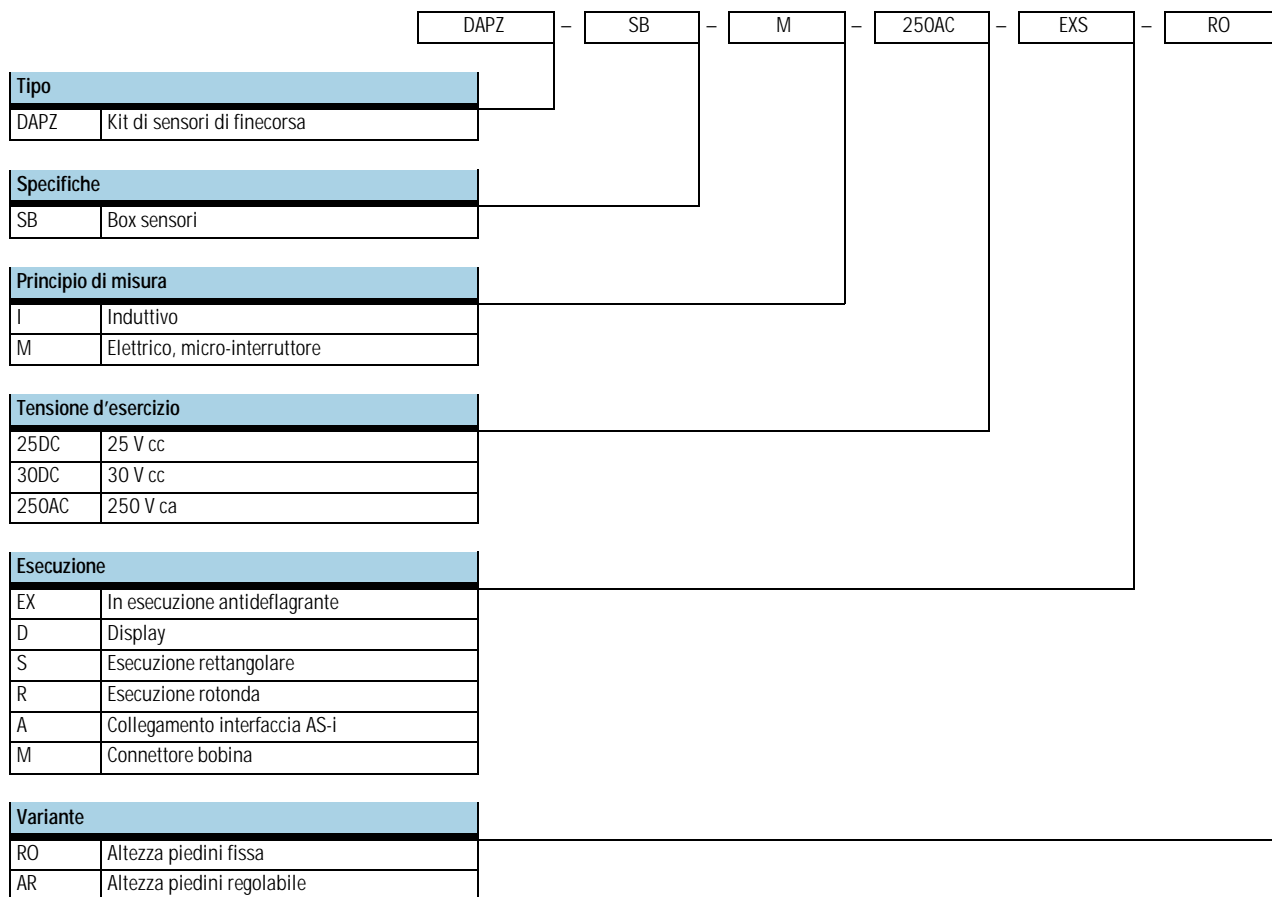 DAPZ – SB – M – 250AC – EXS – RO
Tipo
DAPZ Kit di sensori di finecorsa
Specifiche
SB Box sensori
Principio di misura
I Induttivo
M Elettrico, micro-interruttore
Tensione d'esercizio
25DC 25 V cc
30DC 30 V cc
250AC 250 V ca
Esecuzione
EX In esecuzione antideflagrante
D Display
S Esecuzione rettangolare
R Esecuzione rotonda
A Collegamento interfaccia AS-i
M Connettore bobina
Variante
RO Altezza piedini fissa
AR Altezza piedini regolabile